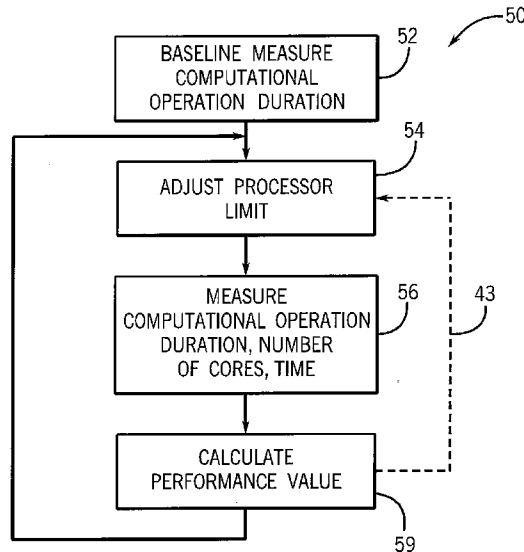 50
BASELINE MEASURE
COMPUTATIONAL
OPERATION DURATION
52
54
ADJUST PROCESSOR
LIMIT
MEASURE
COMPUTATIONAL OPERATION
DURATION, NUMBER
OF CORES, TIME
56
43
CALCULATE
PERFORMANCE VALUE
59